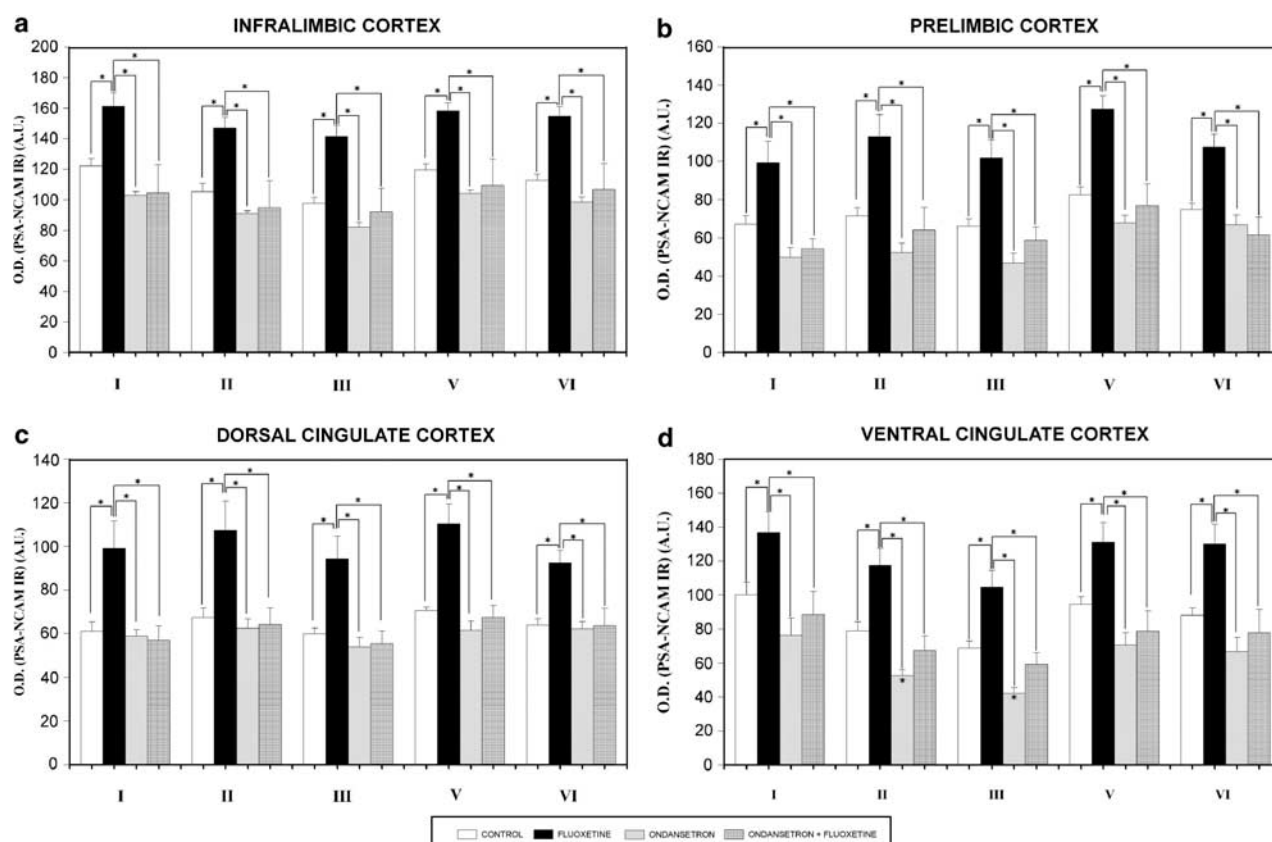 a
INFRALIMBIC CORTEX
O.D. (PSA-NCAM IR) (A.U.)
200
180
160
140
120
100
80
60
40
20
0
* * * * * * * * * * * * * * *
I II III V VI
b
PRELIMBIC CORTEX
O.D. (PSA-NCAM IR) (A.U.)
160
140
120
100
80
60
40
20
0
* * * * * * * * * * * * * * *
I II III V VI
c
DORSAL CINGULATE CORTEX
O.D. (PSA-NCAM IR) (A.U.)
140
120
100
80
60
40
20
0
* * * * * * * * * * * * * * *
I II III V VI
d
VENTRAL CINGULATE CORTEX
O.D. (PSA-NCAM IR) (A.U.)
180
160
140
120
100
80
60
40
20
0
* * * * * * * * * * * * * * * * *
I II III V VI
CONTROL FLUOXETINE ONDANSETRON ONDANSETRON + FLUOXETINE